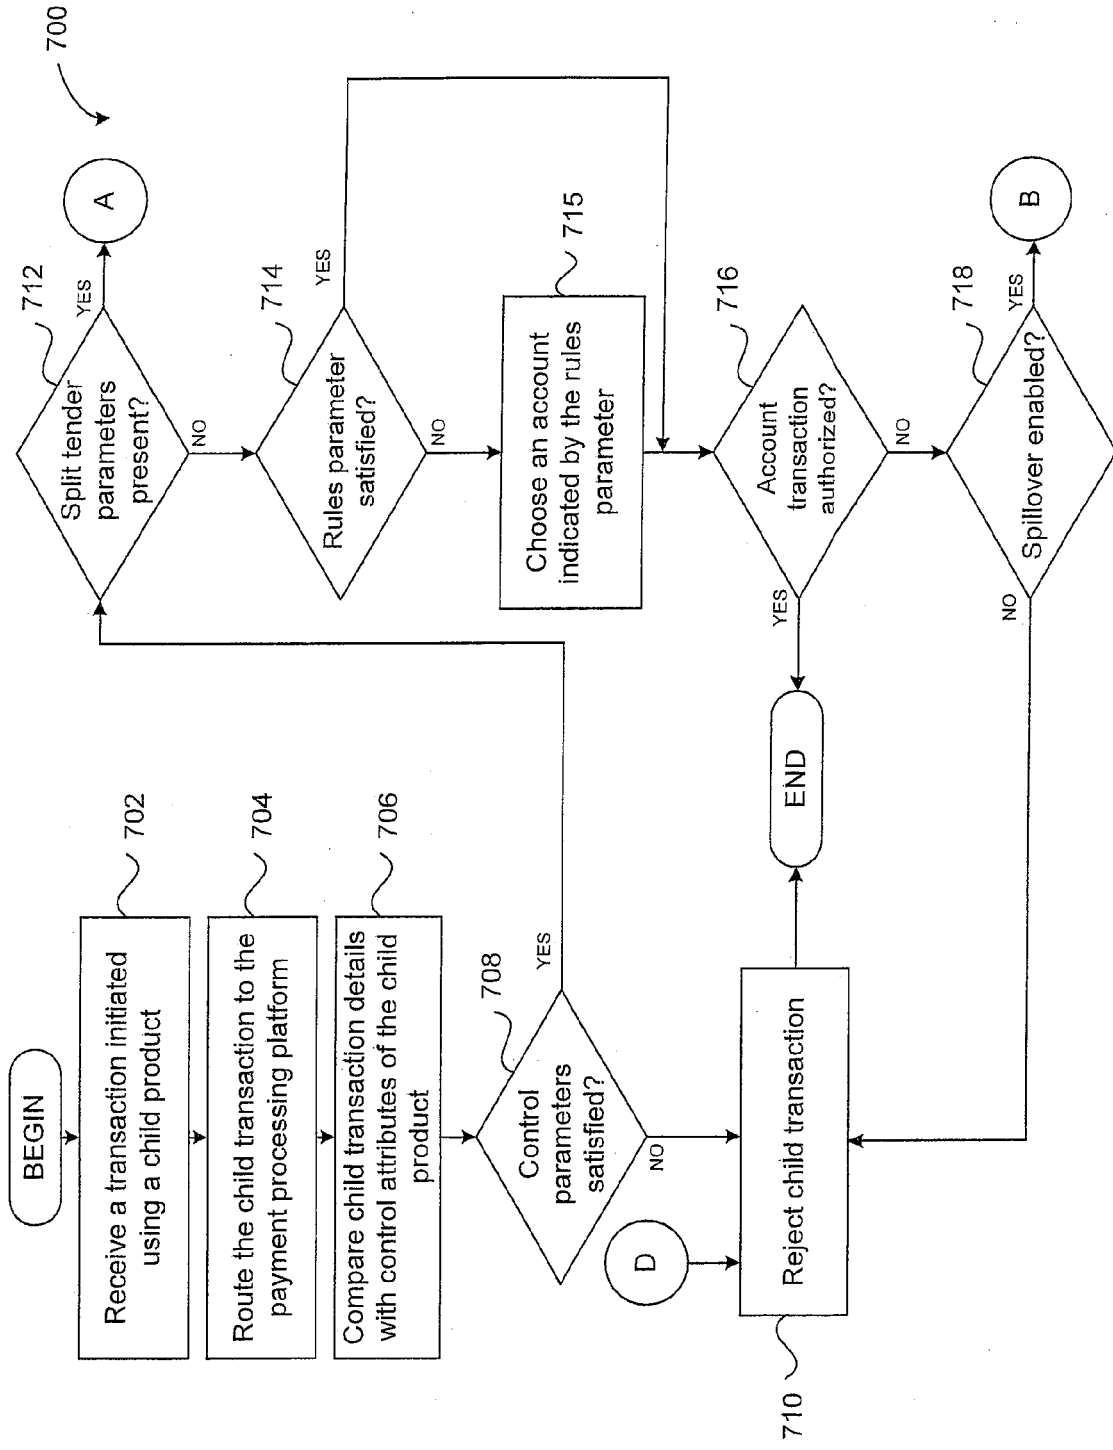 700
BEGIN
Receive a transaction initiated
using a child product
702
Route the child transaction to the
payment processing platform
704
Compare child transaction details
with control attributes of the child
product
706
Control
parameters
satisfied?
708
YES
NO
D
Reject child transaction
710
END
Split tender
parameters
present?
712
YES
A
NO
Rules parameter
satisfied?
714
YES
NO
Choose an account
indicated by the rules
parameter
715
Account
transaction
authorized?
716
YES
NO
Spillover enabled?
718
YES
B
NO